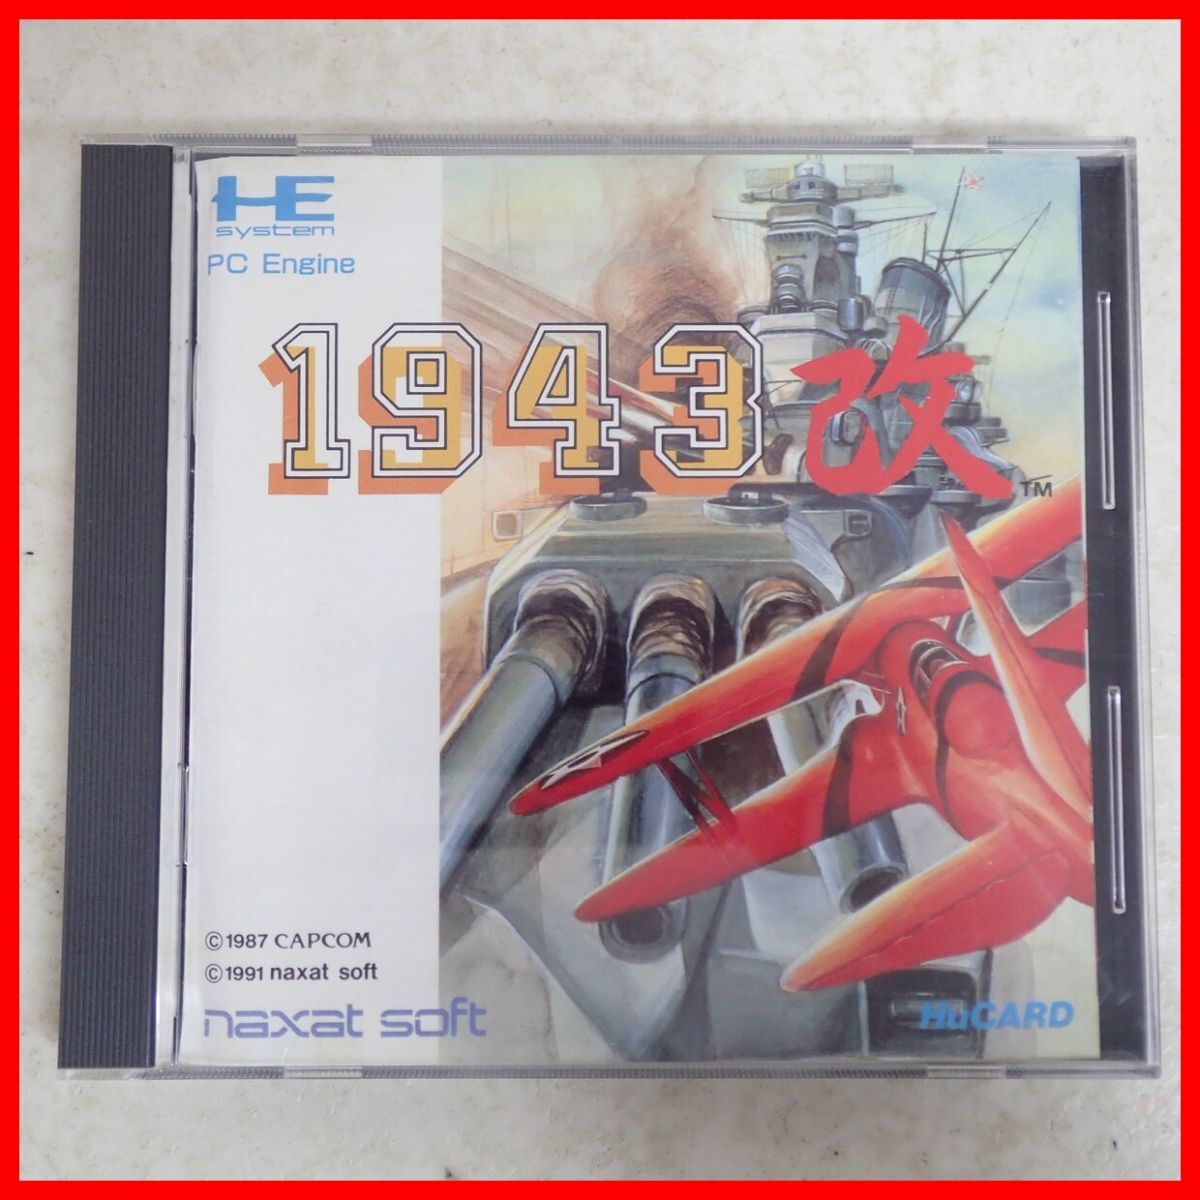 HE
system
PC Engine
1943改
TM
©1987 CAPCOM
©1991 naxat soft
naxat soft
HuCARD